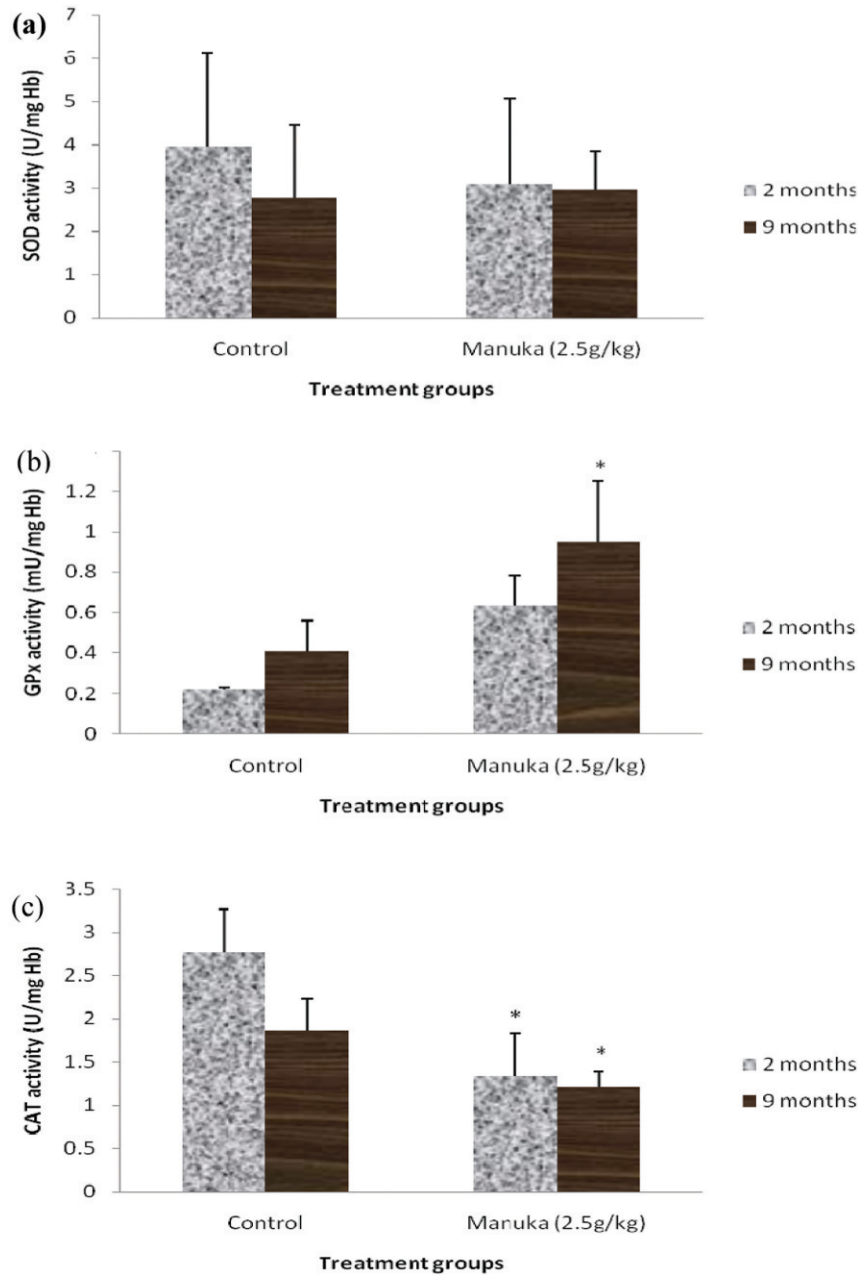 (a)
SOD activity (U/mg Hb)
7
6
5
4
3
2
1
0
Control
Manuka (2.5g/kg)
Treatment groups
2 months
9 months
(b)
GPx activity (mU/mg Hb)
1.2
1
0.8
0.6
0.4
0.2
0
*
Control
Manuka (2.5g/kg)
Treatment groups
2 months
9 months
(c)
CAT activity (U/mg Hb)
3.5
3
2.5
2
1.5
1
0.5
0
*
*
Control
Manuka (2.5g/kg)
Treatment groups
2 months
9 months